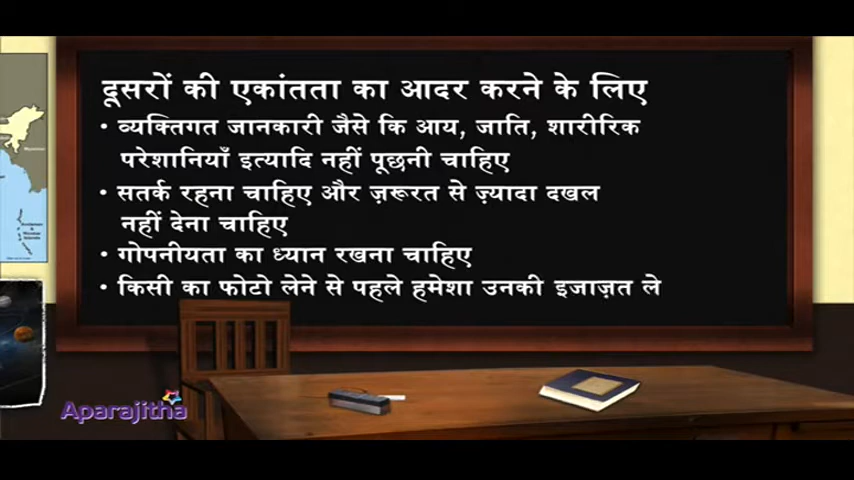 दूसरों की एकांतता का आदर करने के लिए
• व्यक्तिगत जानकारी जैसे कि आय, जाति, शारीरिक
परेशानियाँ इत्यादि नहीं पूछनी चाहिए
• सतर्क रहना चाहिए और ज़रूरत से ज़्यादा दखल
नहीं देना चाहिए
• गोपनीयता का ध्यान रखना चाहिए
• किसी का फोटो लेने से पहले हमेशा उनकी इजाज़त ले
Aparajitha